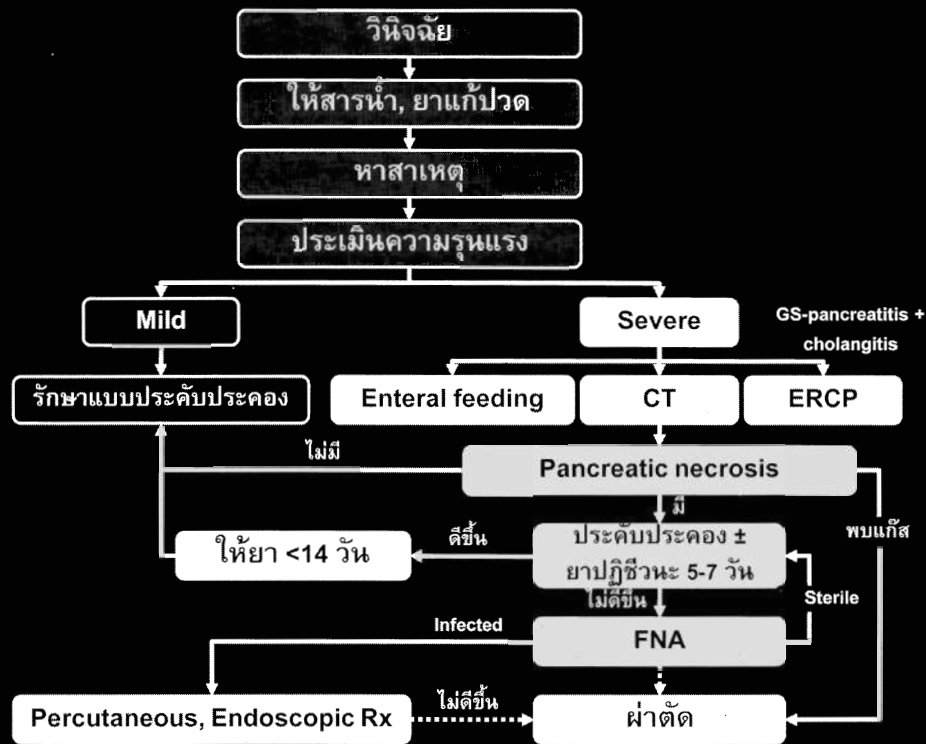 วินิจฉัย
ให้สารน้ำ, ยาแก้ปวด
หาสาเหตุ
ประเมินความรุนแรง
Mild
Severe
GS-pancreatitis +
cholangitis
รักษาแบบประคับประคอง
Enteral feeding
CT
ERCP
ไม่มี
Pancreatic necrosis
มี
พบแก๊ส
ให้ยา <14 วัน
ดีขึ้น
ประคับประคอง ±
ยาปฏิชีวนะ 5-7 วัน
ไม่ดีขึ้น
Sterile
Infected
FNA
Percutaneous, Endoscopic Rx
ไม่ดีขึ้น
ผ่าตัด